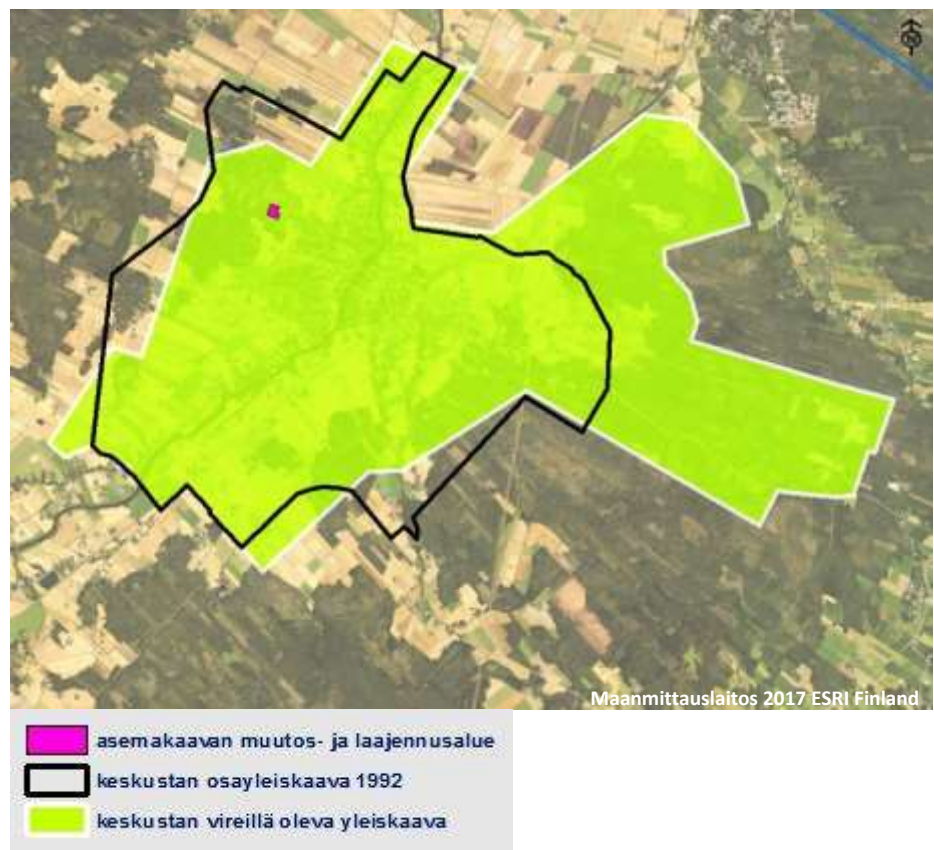 Maanmittauslaitos 2017 ESRI Finland
asemakaavan muutos- ja laajennusalue
keskustan osayleiskaava 1992
keskustan vireillä oleva yleiskaava